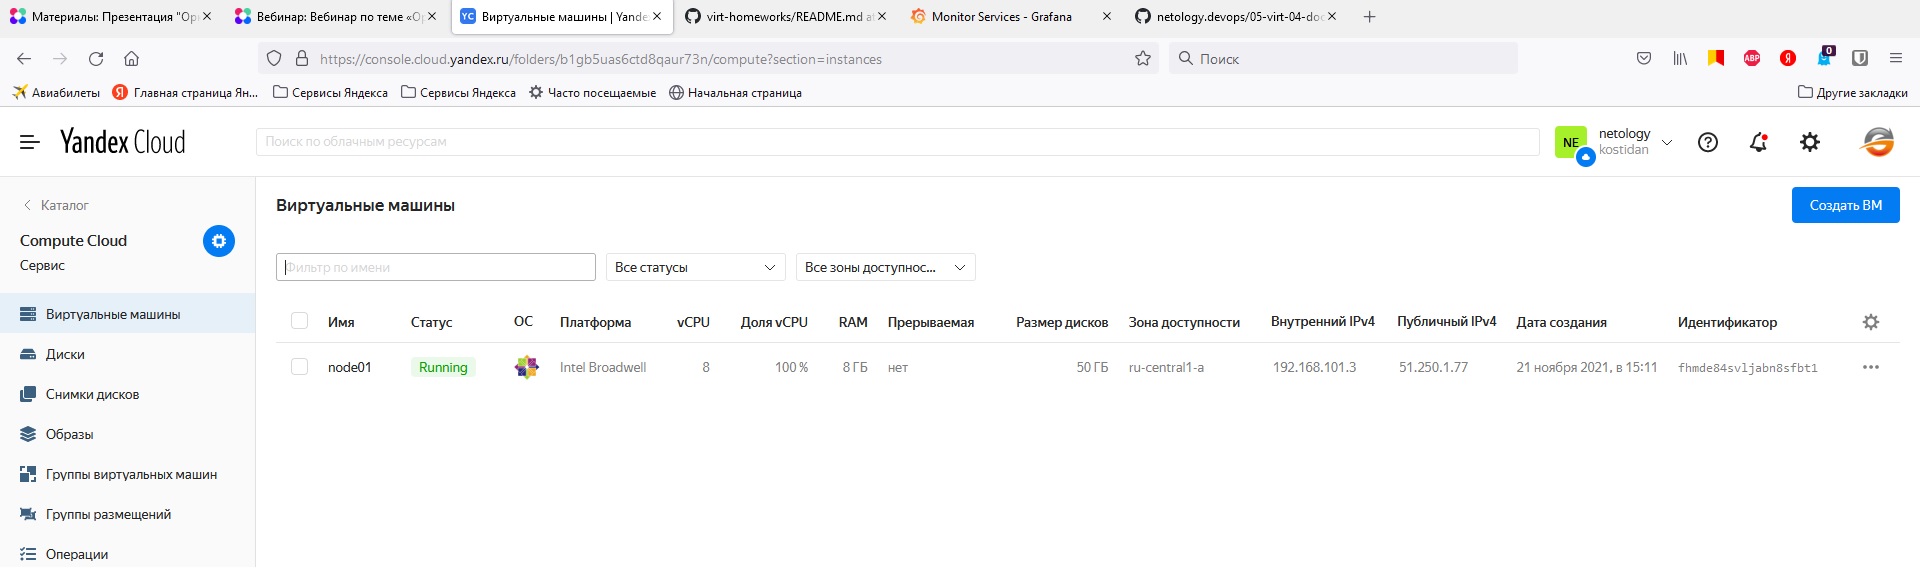 Материалы: Презентация "Орг
Вебинар: Вебинар по теме «Ор
Виртуальные машины | Yande
virt-homeworks/README.md at
Monitor Services - Grafana
netology.devops/05-virt-04-doc
https://console.cloud.yandex.ru/folders/b1gb5uas6ctd8qaur73n/compute?section=instances
Поиск
ABP
Я
0
Авиабилеты
Я
Главная страница Ян...
Сервисы Яндекса
Сервисы Яндекса
Часто посещаемые
Начальная страница
Другие закладки
Yandex Cloud
Поиск по облачным ресурсам
NE
netology
kostidan
Каталог
Compute Cloud
Сервис
Виртуальные машины
Диски
Снимки дисков
Образы
Группы виртуальных машин
Группы размещений
Операции
Виртуальные машины
Создать ВМ
Фильтр по имени
Все статусы
Все зоны доступнос...
Имя Статус ОС Платформа vCPU Доля vCPU RAM Прерываемая Размер дисков Зона доступности Внутренний IPv4 Публичный IPv4 Дата создания Идентификатор
node01 Running Intel Broadwell 8 100 % 8 ГБ нет 50 ГБ ru-central1-a 192.168.101.3 51.250.1.77 21 ноября 2021, в 15:11 fhmde84svljabn8sfbt1